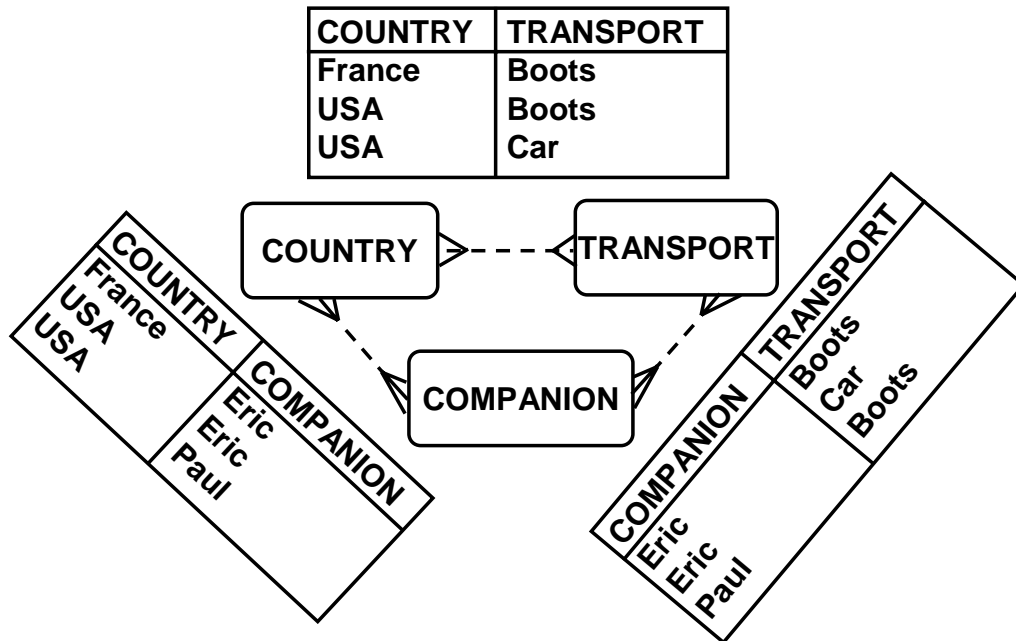 COUNTRY TRANSPORT
France Boots
USA Boots
USA Car
COUNTRY TRANSPORT
COMPANION
COUNTRY COMPANION
France Eric
USA Eric
USA Paul
COMPANION TRANSPORT
Eric Boots
Eric Car
Paul Boots